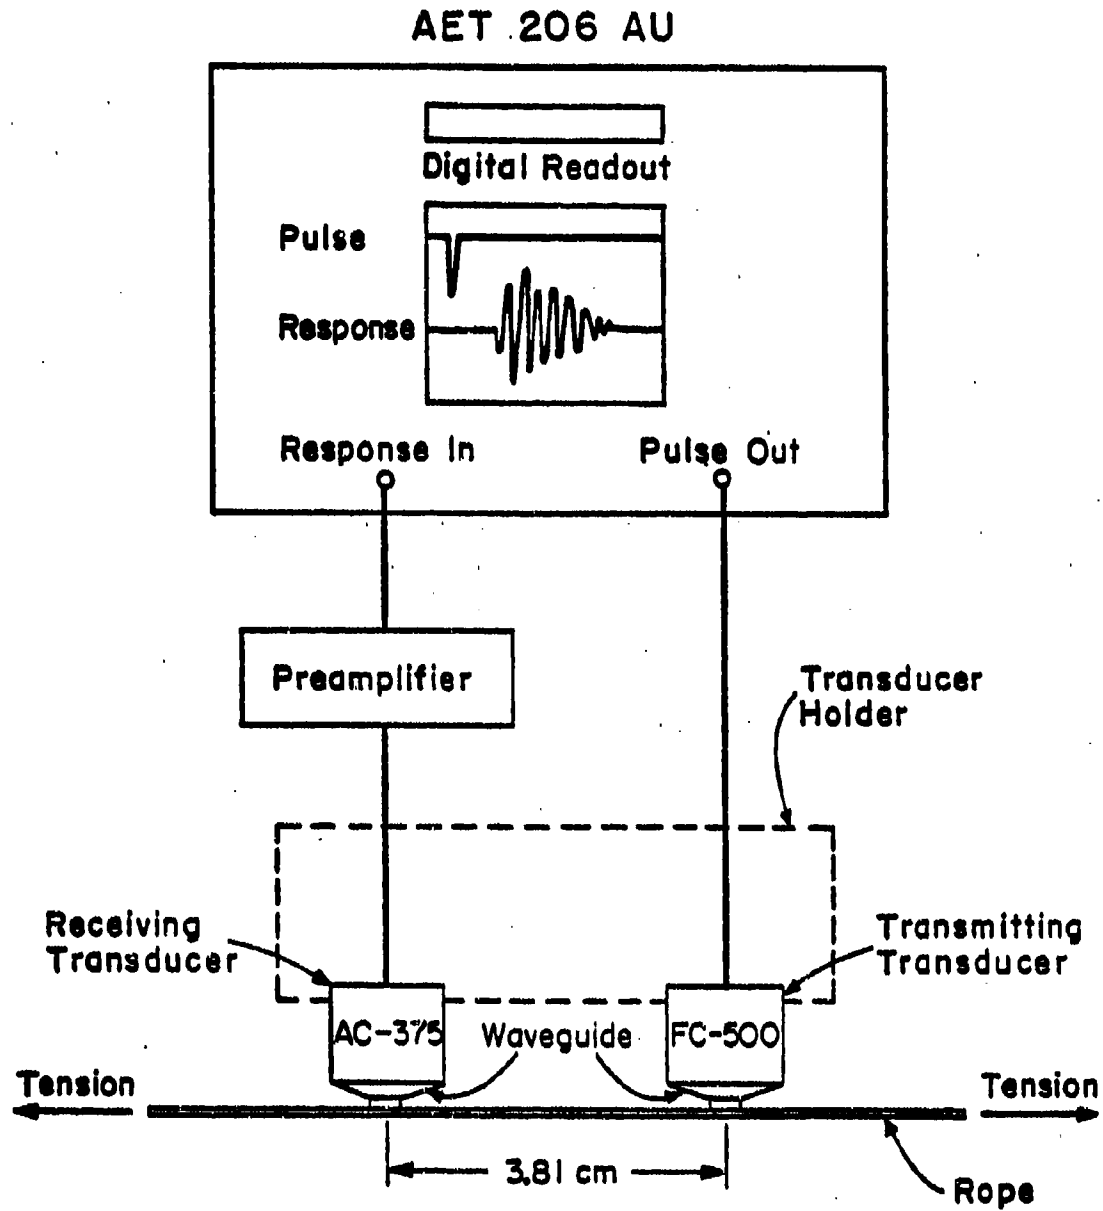 AET 206 AU
Digital Readout
Pulse
Response
Response In
Pulse Out
Preamplifier
Transducer
Holder
Receiving
Transducer
Transmitting
Transducer
AC-375
Waveguide
FC-500
Tension
Tension
3.81 cm
Rope